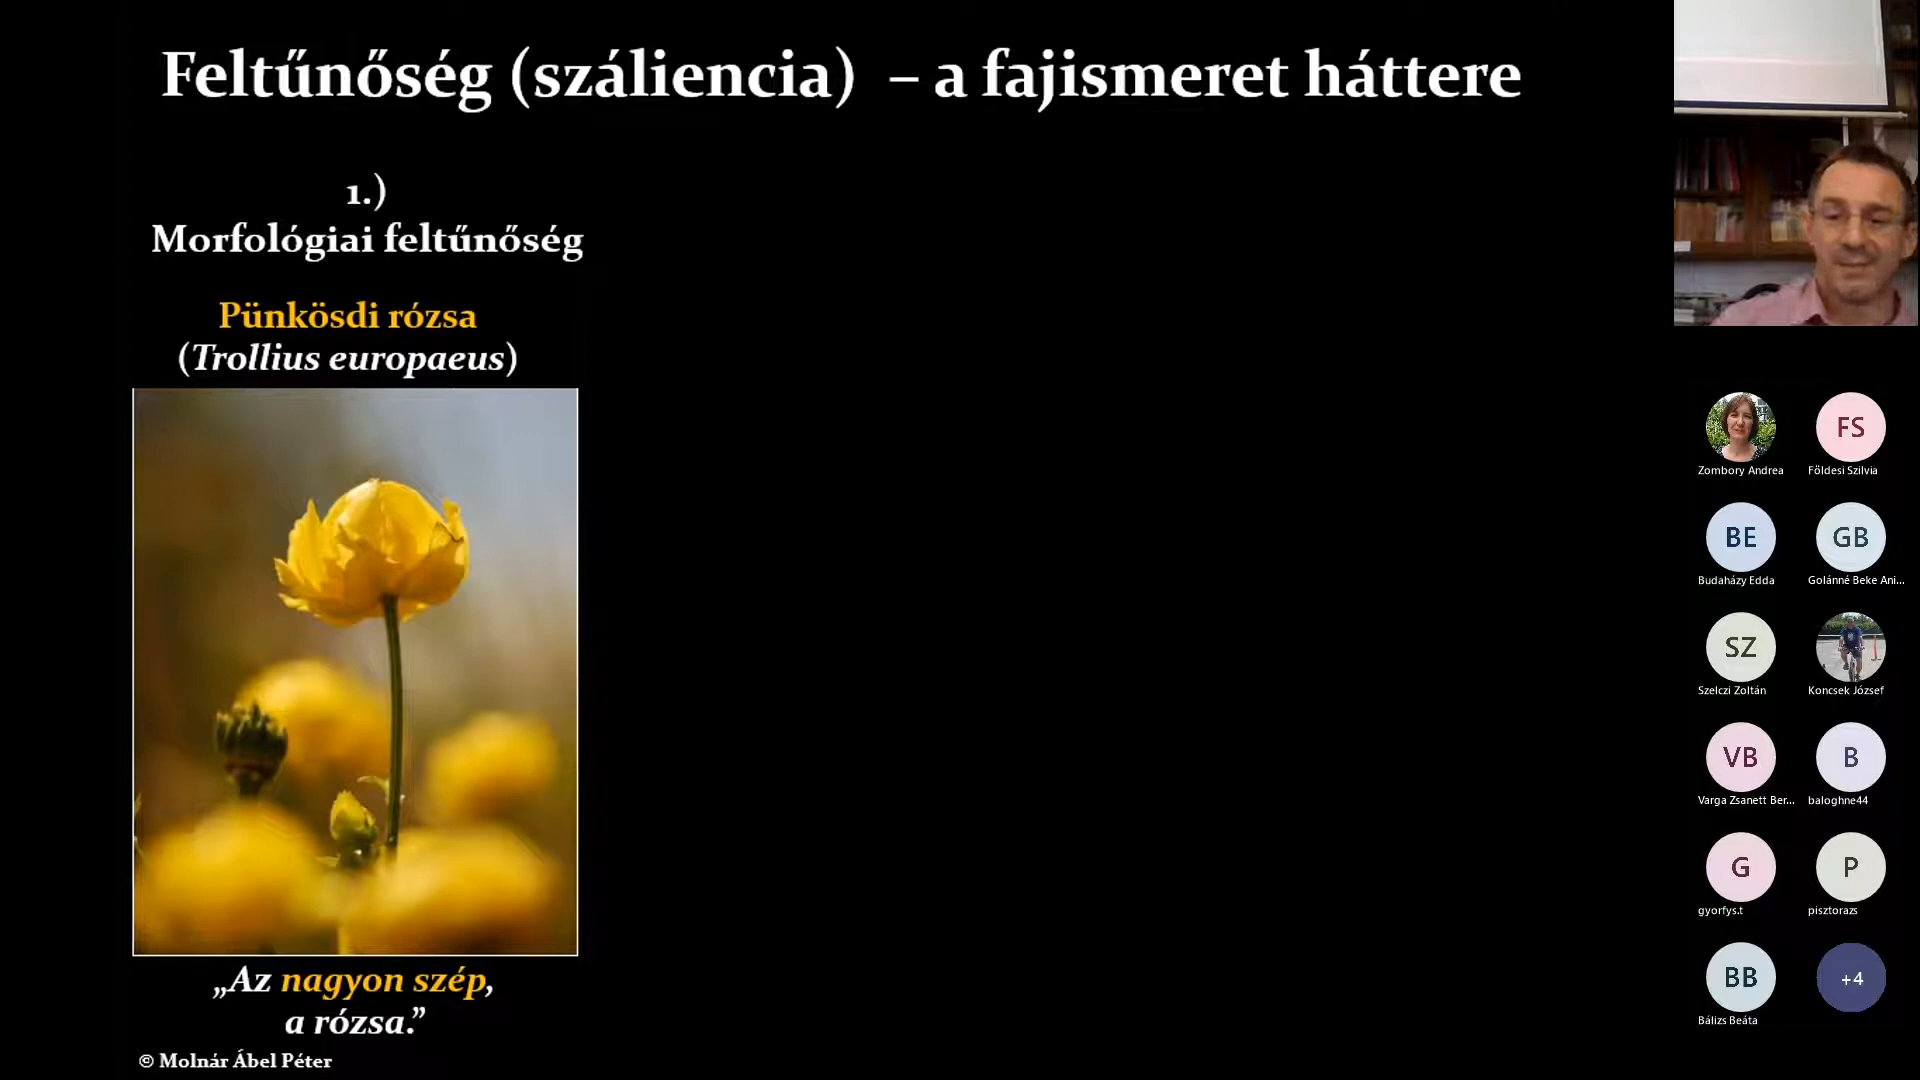 Feltűnőség (száliencia) – a fajismeret háttere
1.)
Morfológiai feltűnőség
Pünkösdi rózsa
(Trollius europaeus)
„Az nagyon szép,
a rózsa.”
© Molnár Ábel Péter
Zombory Andrea
FS
Földesi Szilvia
BE
Budaházy Edda
GB
Golánné Beke Ani...
SZ
Szelczi Zoltán
Koncsek József
VB
Varga Zsanett Ber...
B
baloghne44
G
gyorfys.t
P
pisztorazs
BB
Bálizs Beáta
+4